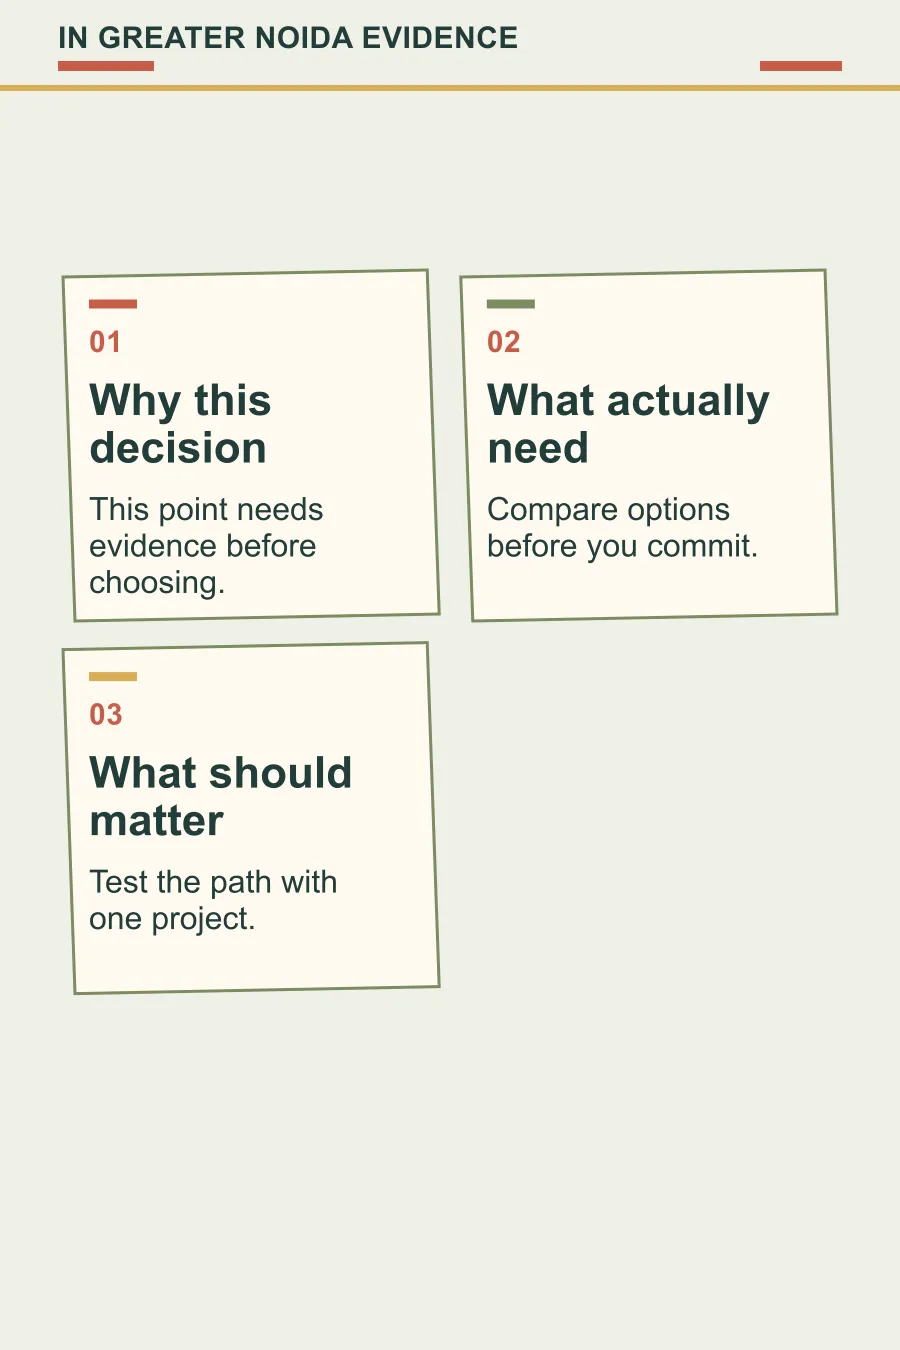 IN GREATER NOIDA EVIDENCE
01
Why this
decision
This point needs
evidence before
choosing.
02
What actually
need
Compare options
before you commit.
03
What should
matter
Test the path with
one project.